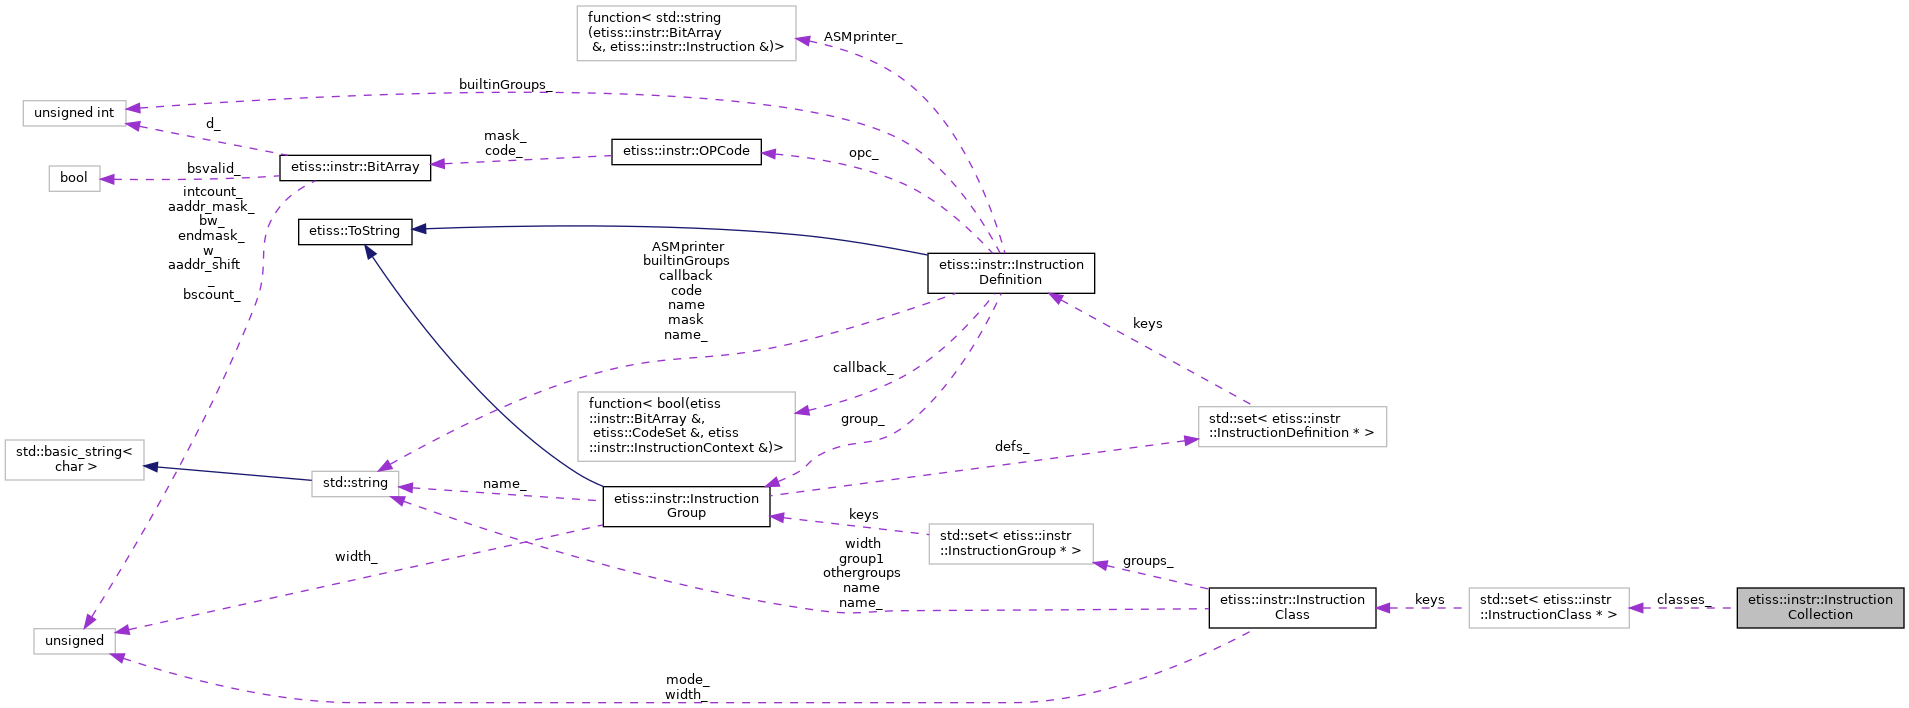 function< std::string
(etiss::instr::BitArray
&, etiss::instr::Instruction &)>
ASMprinter_
builtinGroups_
unsigned int
d_
mask_
code_
etiss::instr::OPCode
opc_
etiss::instr::BitArray
bsvalid_
bool
intcount_
aaddr_mask_
bw_
endmask_
w_
aaddr_shift
_
bscount_
etiss::ToString
ASMprinter
builtinGroups
callback
code
name
mask
name_
etiss::instr::Instruction
Definition
keys
callback_
function< bool(etiss
::instr::BitArray &,
etiss::CodeSet &, etiss
::instr::InstructionContext &)>
group_
std::set< etiss::instr
::InstructionDefinition * >
defs_
std::basic_string<
char >
std::string
name_
etiss::instr::Instruction
Group
keys
std::set< etiss::instr
::InstructionGroup * >
width_
width
group1
othergroups
name
name_
groups_
etiss::instr::Instruction
Class
keys
std::set< etiss::instr
::InstructionClass * >
classes_
etiss::instr::Instruction
Collection
unsigned
mode_
width_